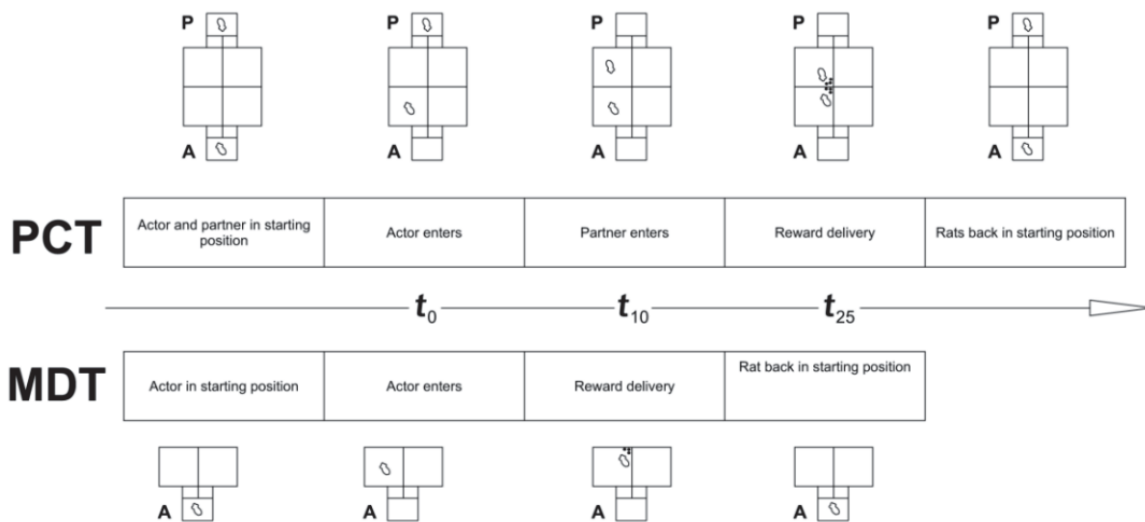 P P P P P
A A A A A
PCT
Actor and partner in starting
position
Actor enters
Partner enters
Reward delivery
Rats back in starting position
t0 t10 t25
MDT
Actor in starting position
Actor enters
Reward delivery
Rat back in starting position
A A A A